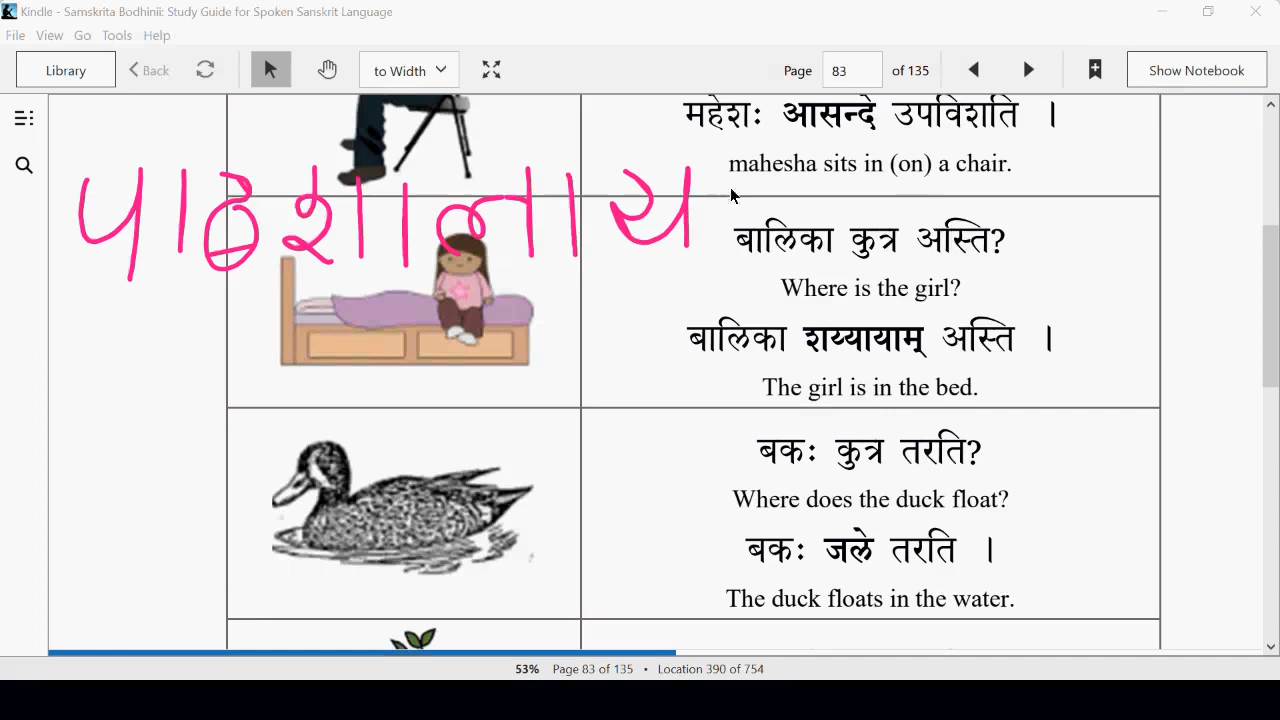 Kindle - Samskrita Bodhinii: Study Guide for Spoken Sanskrit Language
File View Go Tools Help
Library Back to Width Page 83 of 135 Show Notebook
महेशः आसन्दे उपविशति ।
mahesha sits in (on) a chair.
पाठशालाय
बालिका कुत्र अस्ति?
Where is the girl?
बालिका शय्यायाम् अस्ति ।
The girl is in the bed.
बकः कुत्र तरति?
Where does the duck float?
बकः जले तरति ।
The duck floats in the water.
53% Page 83 of 135 • Location 390 of 754